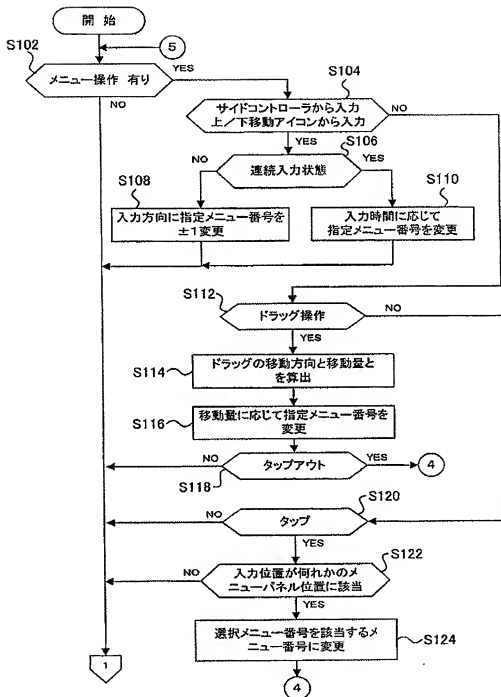 開 始
5
S102
メニュー操作 有り
YES
NO
S104
サイドコントローラから入力
上／下移動アイコンから入力
NO
YES
S106
連続入力状態
NO
YES
S108
入力方向に指定メニュー番号を
±1変更
S110
入力時間に応じて
指定メニュー番号を変更
S112
ドラッグ操作
NO
YES
S114
ドラッグの移動方向と移動量と
を算出
S116
移動量に応じて指定メニュー番号を
変更
NO
タップアウト
YES
4
S118
S120
NO
タップ
YES
S122
NO
入力位置が何れかのメ
ニューパネル位置に該当
YES
S124
選択メニュー番号を該当するメ
ニュー番号に変更
1
4